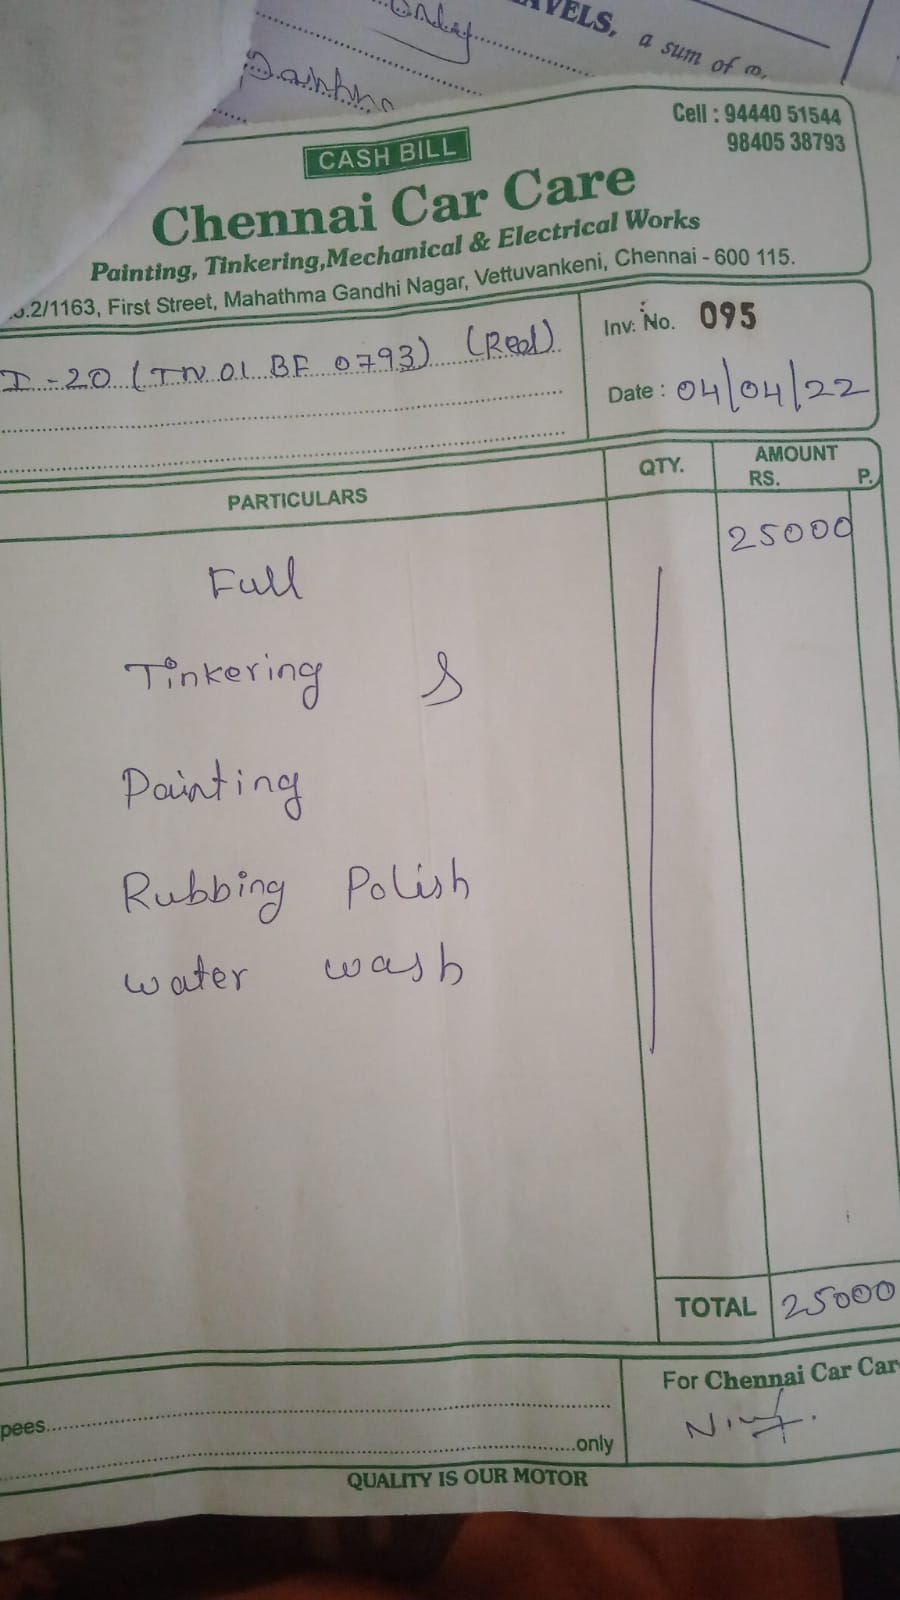 AVELS, a sum of
Cell : 94440 51544
98405 38793
CASH BILL
Chennai Car Care
Painting, Tinkering,Mechanical & Electrical Works
.2/1163, First Street, Mahathma Gandhi Nagar, Vettuvankeni, Chennai - 600 115.
I-20 (TN 01 BF 0793) (Red)
Inv: No. 095
Date : 04/04/22
PARTICULARS QTY. AMOUNT
RS. P.
25000
Full
Tinkering &
Painting
Rubbing Polish
water wash
TOTAL 25000
For Chennai Car Car
pees
only
QUALITY IS OUR MOTOR